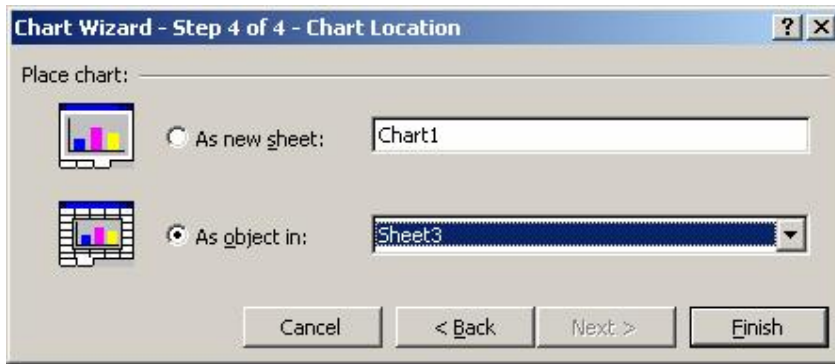 Chart Wizard - Step 4 of 4 - Chart Location
Place chart:
As new sheet: Chart1
As object in: Sheet3
Cancel < Back Next > Finish